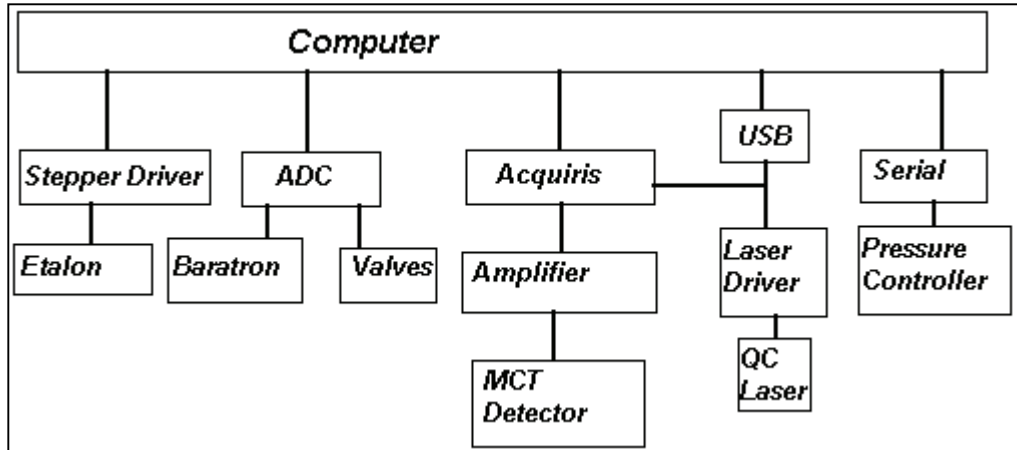 Computer
USB
Stepper Driver
ADC
Acquiris
Serial
Etalon
Baratron
Valves
Amplifier
Laser
Driver
Pressure
Controller
MCT
Detector
QC
Laser